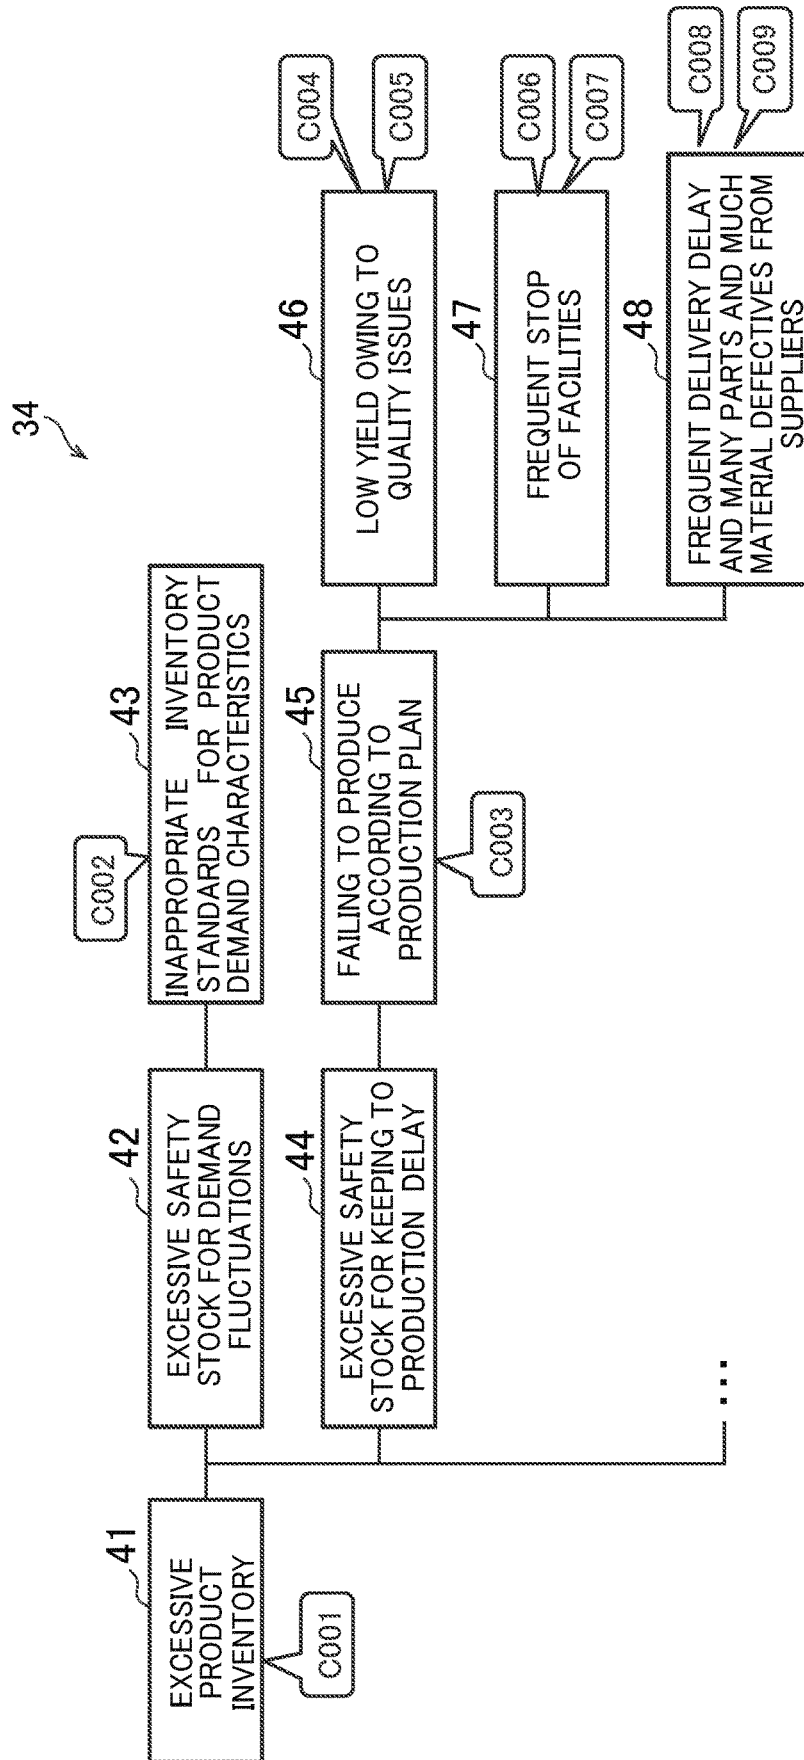 34
41
EXCESSIVE
PRODUCT
INVENTORY
C001
42
EXCESSIVE SAFETY
STOCK FOR DEMAND
FLUCTUATIONS
43
INAPPROPRIATE INVENTORY
STANDARDS FOR PRODUCT
DEMAND CHARACTERISTICS
C002
44
EXCESSIVE SAFETY
STOCK FOR KEEPING TO
PRODUCTION DELAY
45
FAILING TO PRODUCE
ACCORDING TO
PRODUCTION PLAN
C003
46
LOW YIELD OWING TO
QUALITY ISSUES
C004
C005
47
FREQUENT STOP
OF FACILITIES
C006
C007
48
FREQUENT DELIVERY DELAY
AND MANY PARTS AND MUCH
MATERIAL DEFECTIVES FROM
SUPPLIERS
C008
C009
...